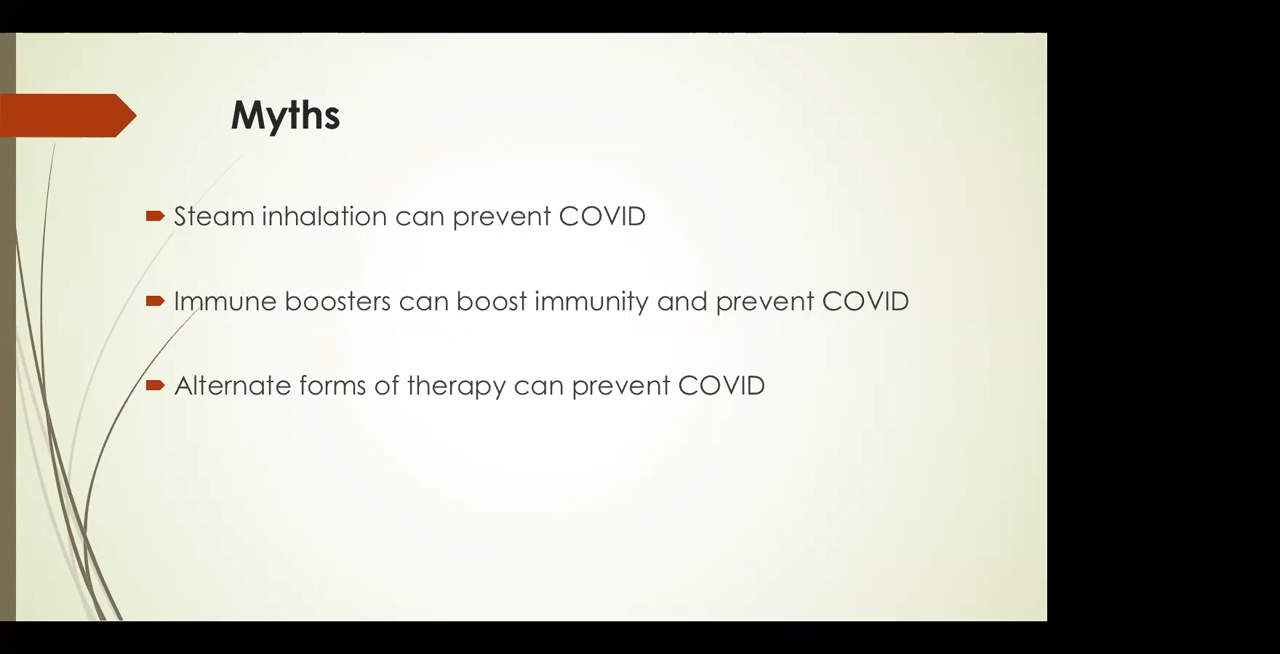 Myths
Steam inhalation can prevent COVID
Immune boosters can boost immunity and prevent COVID
Alternate forms of therapy can prevent COVID